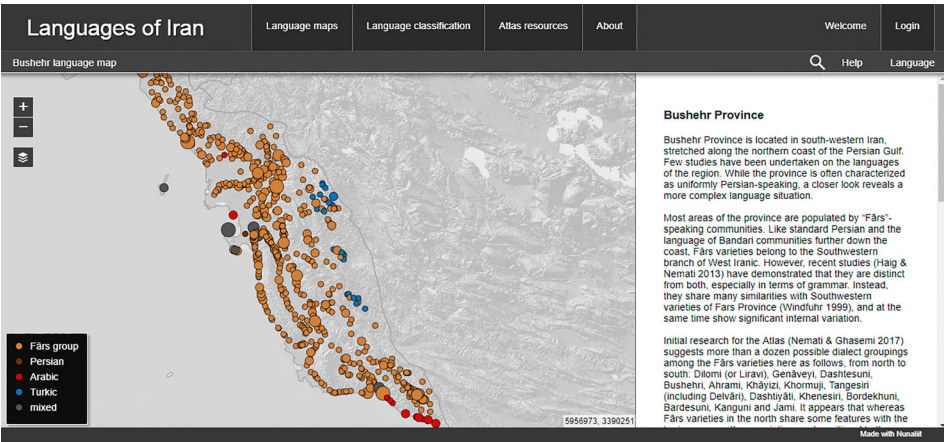 Languages of Iran
Language maps
Language classification
Atlas resources
About
Welcome
Login
Bushehr language map
Help
Language
+
−
Fârs group
Persian
Arabic
Turkic
mixed
5956973, 3390251
Bushehr Province
Bushehr Province is located in south-western Iran,
stretched along the northern coast of the Persian Gulf.
Few studies have been undertaken on the languages
of the region. While the province is often characterized
as uniformly Persian-speaking, a closer look reveals a
more complex language situation.
Most areas of the province are populated by “Fârs”-
speaking communities. Like standard Persian and the
language of Bandari communities further down the
coast, Fârs varieties belong to the Southwestern
branch of West Iranic. However, recent studies (Haig &
Nemati 2013) have demonstrated that they are distinct
from both, especially in terms of grammar. Instead,
they share many similarities with Southwestern
varieties of Fars Province (Windfuhr 1999), and at the
same time show significant internal variation.
Initial research for the Atlas (Nemati & Ghasemi 2017)
suggests more than a dozen possible dialect groupings
among the Fârs varieties here as follows, from north to
south: Dilomi (or Liravi), Genâveyi, Dashtesuni,
Bushehri, Ahrami, Khâyizi, Khormuji, Tangesiri
(including Delvâri), Dashtiyâti, Khenesiri, Bordekhuni,
Bardesuni, Kanguni and Jami. It appears that whereas
Fârs varieties in the north share some features with the
Made with Nunaliit